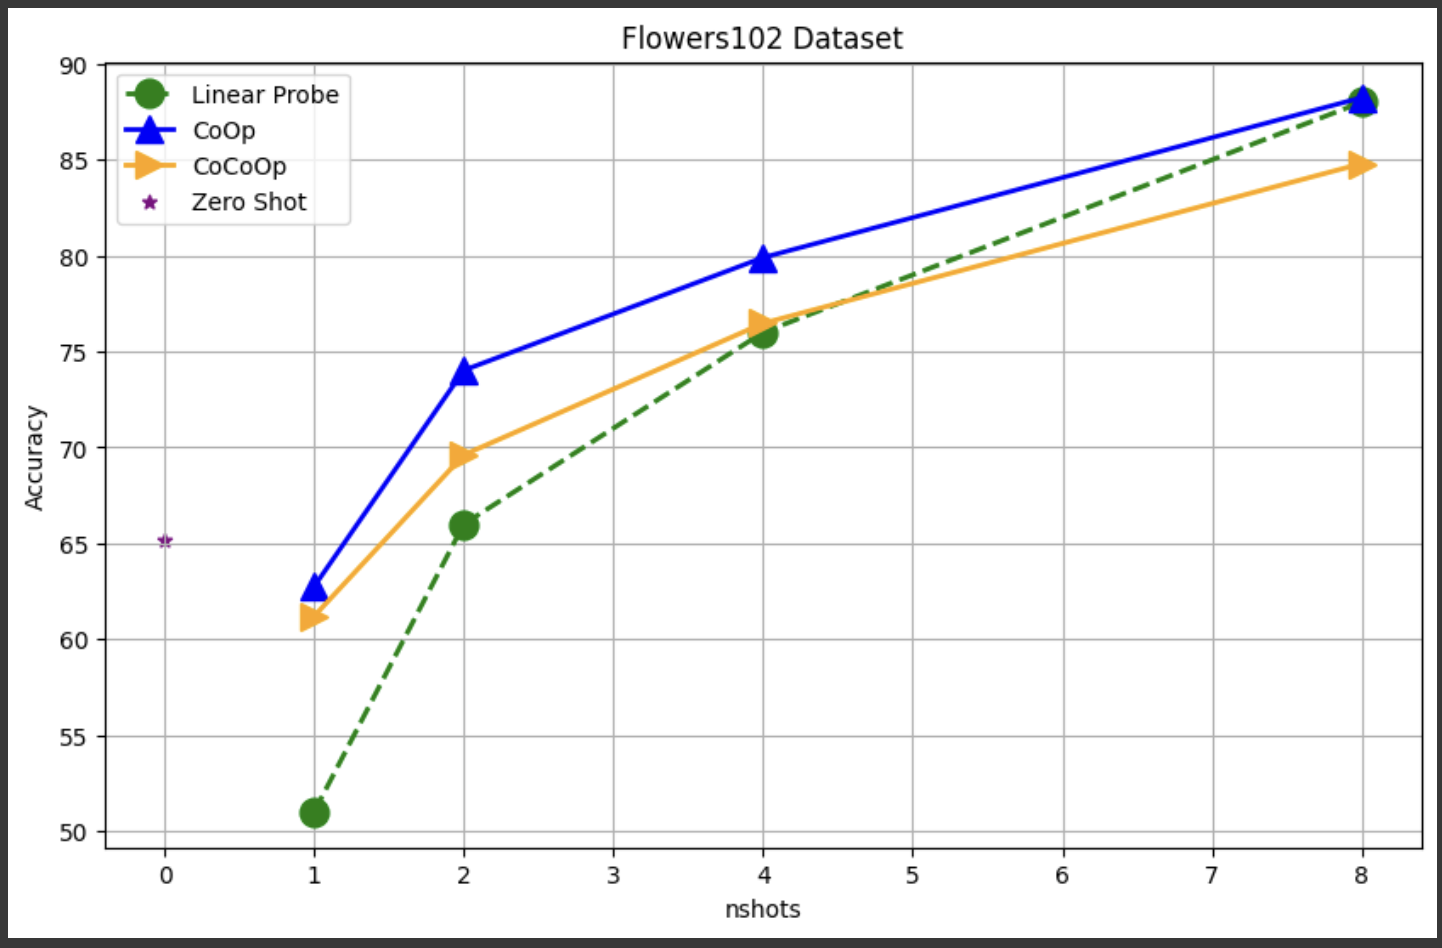 Flowers102 Dataset
Linear Probe
CoOp
CoCoOp
Zero Shot
90
85
80
75
70
65
60
55
50
Accuracy
0 1 2 3 4 5 6 7 8
nshots